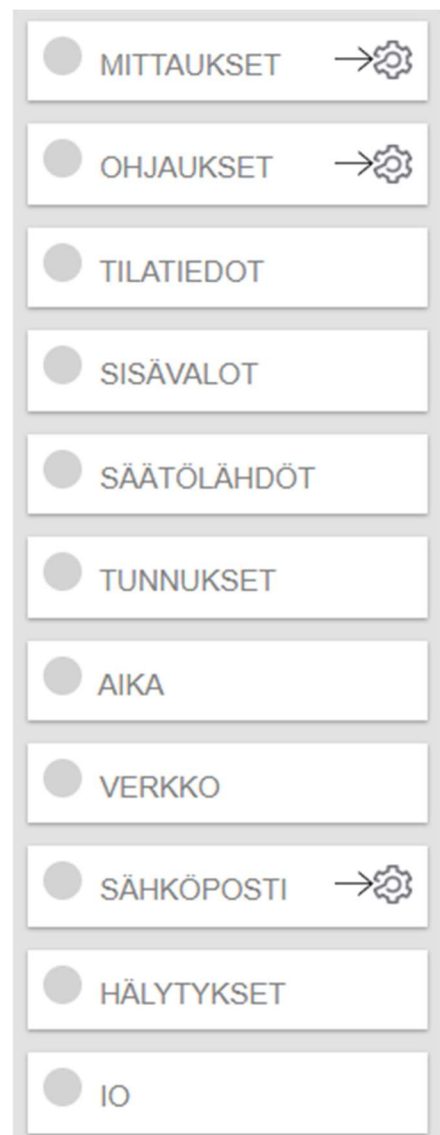 MITTAUKSET
OHJAUKSET
TILATIEDOT
SISÄVALOT
SÄÄTÖLÄHDÖT
TUNNUKSET
AIKA
VERKKO
SÄHKÖPOSTI
HÄLYTYKSET
IO